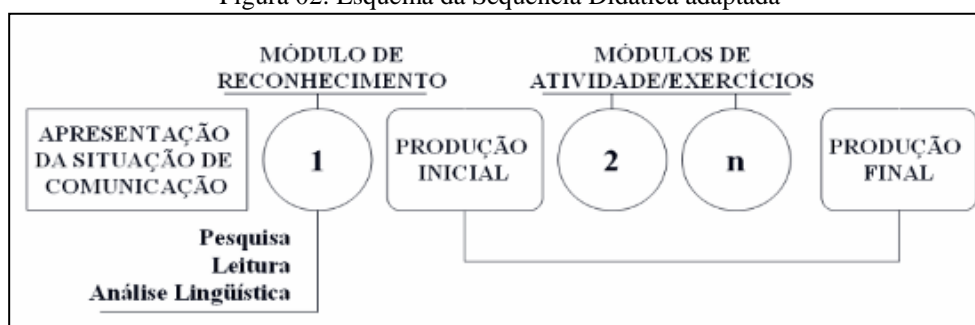 Figura 02: Esquema da Sequência Didática adaptada
MÓDULO DE
RECONHECIMENTO
MÓDULOS DE
ATIVIDADE/EXERCÍCIOS
APRESENTAÇÃO
DA SITUAÇÃO DE
COMUNICAÇÃO
1
PRODUÇÃO
INICIAL
2
n
PRODUÇÃO
FINAL
Pesquisa
Leitura
Análise Lingüística